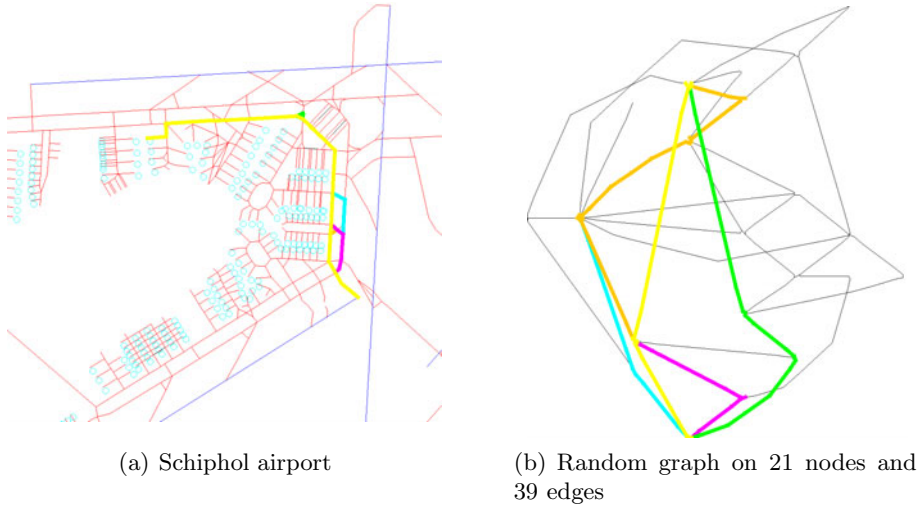 (a) Schiphol airport
(b) Random graph on 21 nodes and
39 edges